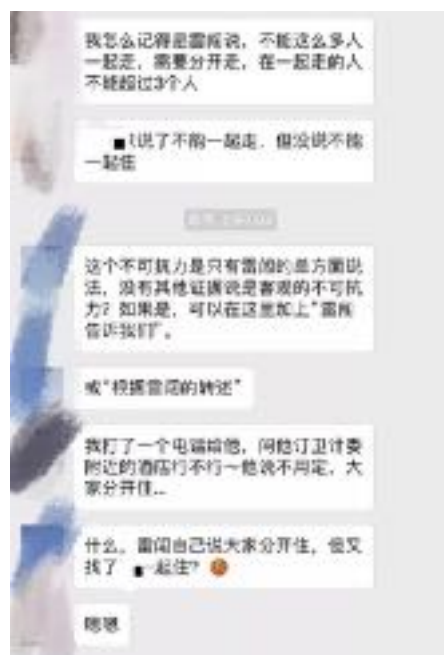 我怎么记得是雷闯说，不能这么多人
一起走，需要分开走，在一起走的人
不能超过3个人
说了不能一起走，但没说不能
一起住
这个不可抗力是只有雷闯的单方面说
法，没有其他证据说是客观的不可抗
力？如果是，可以在这里加上“雷闯
告诉我们”。
或“根据雷闯的转述”
我打了一个电话给他，问他订卫计委
附近的酒店行不行～他说不用定，大
家分开住...
什么，雷闯自己说大家分开住，但又
找了 一起住？
嗯嗯